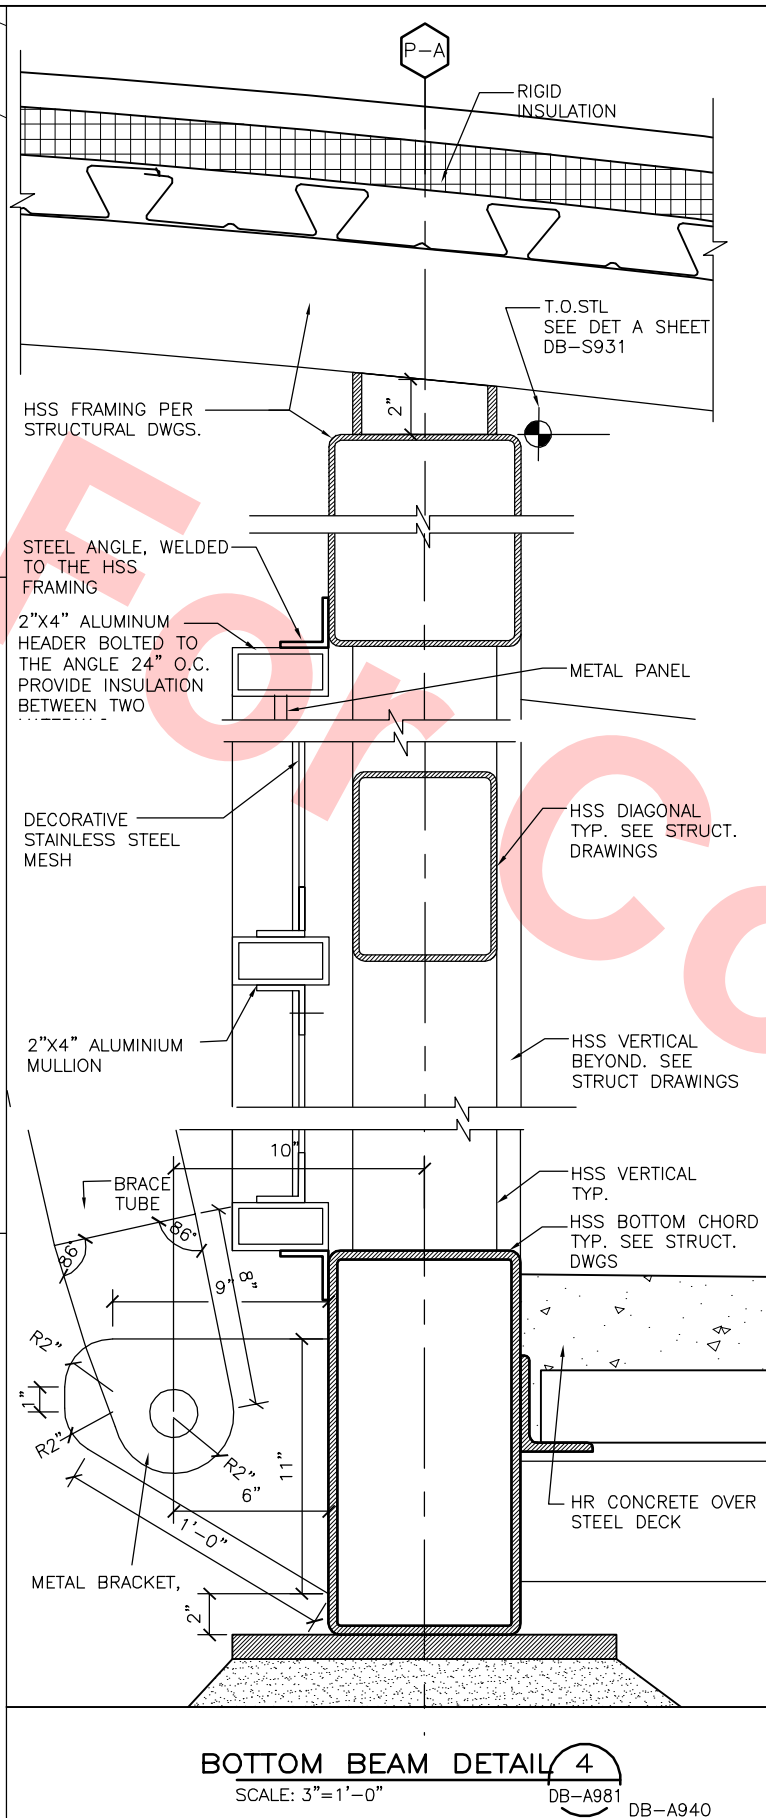 P-A
RIGID
INSULATION
T.O.STL
SEE DET A SHEET
DB-S931
2"
HSS FRAMING PER
STRUCTURAL DWGS.
STEEL ANGLE, WELDED
TO THE HSS
FRAMING
2"X4" ALUMINUM
HEADER BOLTED TO
THE ANGLE 24" O.C.
PROVIDE INSULATION
BETWEEN TWO
METAL PANEL
DECORATIVE
STAINLESS STEEL
MESH
HSS DIAGONAL
TYP. SEE STRUCT.
DRAWINGS
2"X4" ALUMINIUM
MULLION
HSS VERTICAL
BEYOND. SEE
STRUCT DRAWINGS
10"
BRACE
TUBE
HSS VERTICAL
TYP.
HSS BOTTOM CHORD
TYP. SEE STRUCT.
DWGS
86°
86°
9"
8"
R2"
1"
R2"
R2"
11"
6"
1'-0"
HR CONCRETE OVER
STEEL DECK
METAL BRACKET,
2"
For Co
BOTTOM BEAM DETAIL
4
SCALE: 3"=1'-0"
DB-A981
DB-A940